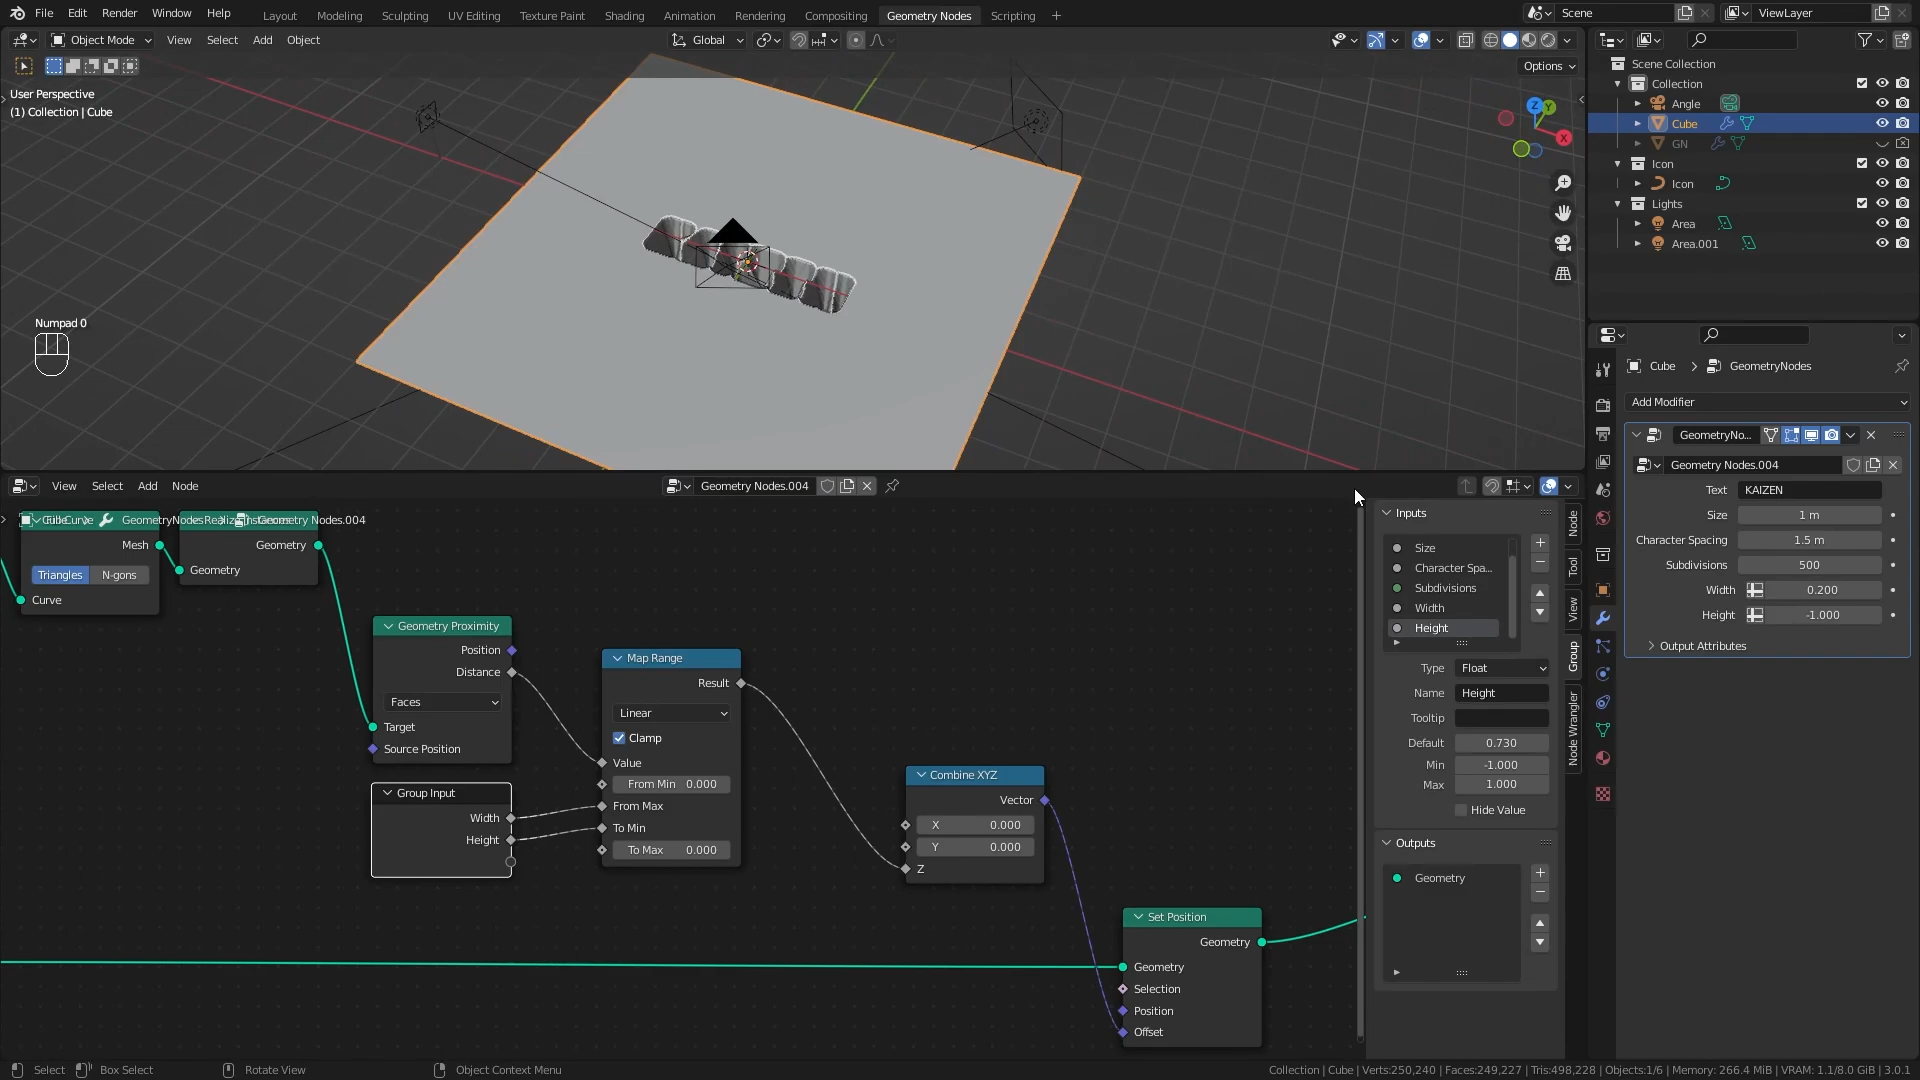 File Edit Render Window Help Layout Modeling Sculpting UV Editing Texture Paint Shading Animation Rendering Compositing Geometry Nodes Scripting + Scene ViewLayer
Object Mode View Select Add Object Global
Options
User Perspective
(1) Collection | Cube
Numpad 0
Z
Y
X
Scene Collection
Collection
Angle
Cube
GN
Icon
Icon
Lights
Area
Area.001
Cube GeometryNodes
Add Modifier
GeometryNo...
Geometry Nodes.004
Text KAIZEN
Size 1 m
Character Spacing 1.5 m
Subdivisions 500
Width 0.200
Height -1.000
Output Attributes
View Select Add Node Geometry Nodes.004
GeometryNodes Geometry Nodes.004
Mesh
Triangles N-gons
Curve
Geometry
Geometry
Geometry Proximity
Position
Distance
Faces
Target
Source Position
Group Input
Width
Height
Map Range
Result
Linear
Clamp
Value
From Min 0.000
From Max
To Min
To Max 0.000
Combine XYZ
Vector
X 0.000
Y 0.000
Z
Set Position
Geometry
Geometry
Selection
Position
Offset
Inputs
Size
Character Spa...
Subdivisions
Width
Height
Type Float
Name Height
Tooltip
Default 0.730
Min -1.000
Max 1.000
Hide Value
Outputs
Geometry
Node
Tool
View
Group
Node Wrangler
Select Box Select Rotate View Object Context Menu
Collection | Cube | Verts:250,240 | Faces:249,227 | Tris:498,228 | Objects:1/6 | Memory: 266.4 MiB | VRAM: 1.1/8.0 GiB | 3.0.1